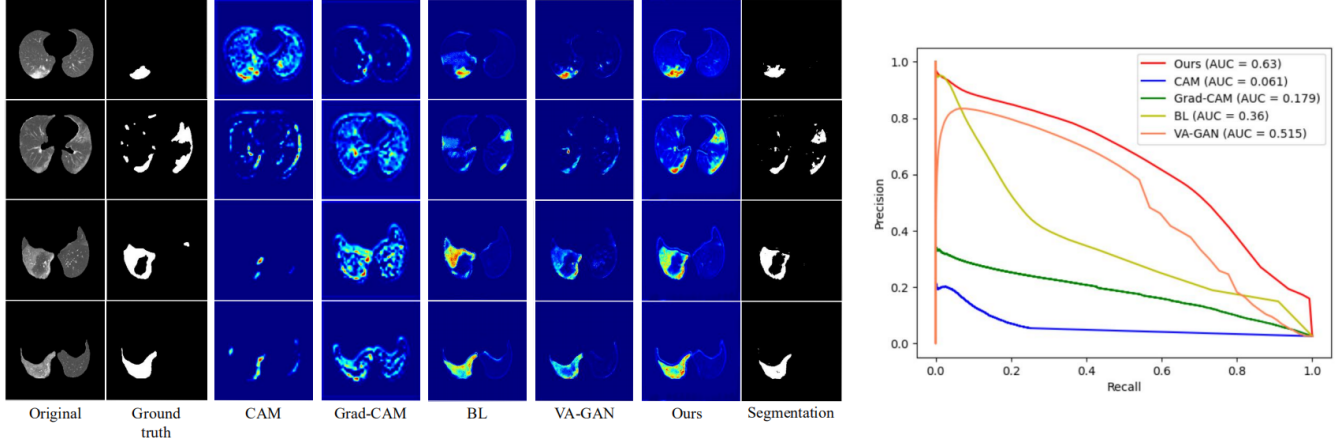 Original
Ground
truth
CAM
Grad-CAM
BL
VA-GAN
Ours
Segmentation
1.0
0.8
0.6
0.4
0.2
0.0
Precision
0.0
0.2
0.4
0.6
0.8
1.0
Recall
Ours (AUC = 0.63)
CAM (AUC = 0.061)
Grad-CAM (AUC = 0.179)
BL (AUC = 0.36)
VA-GAN (AUC = 0.515)